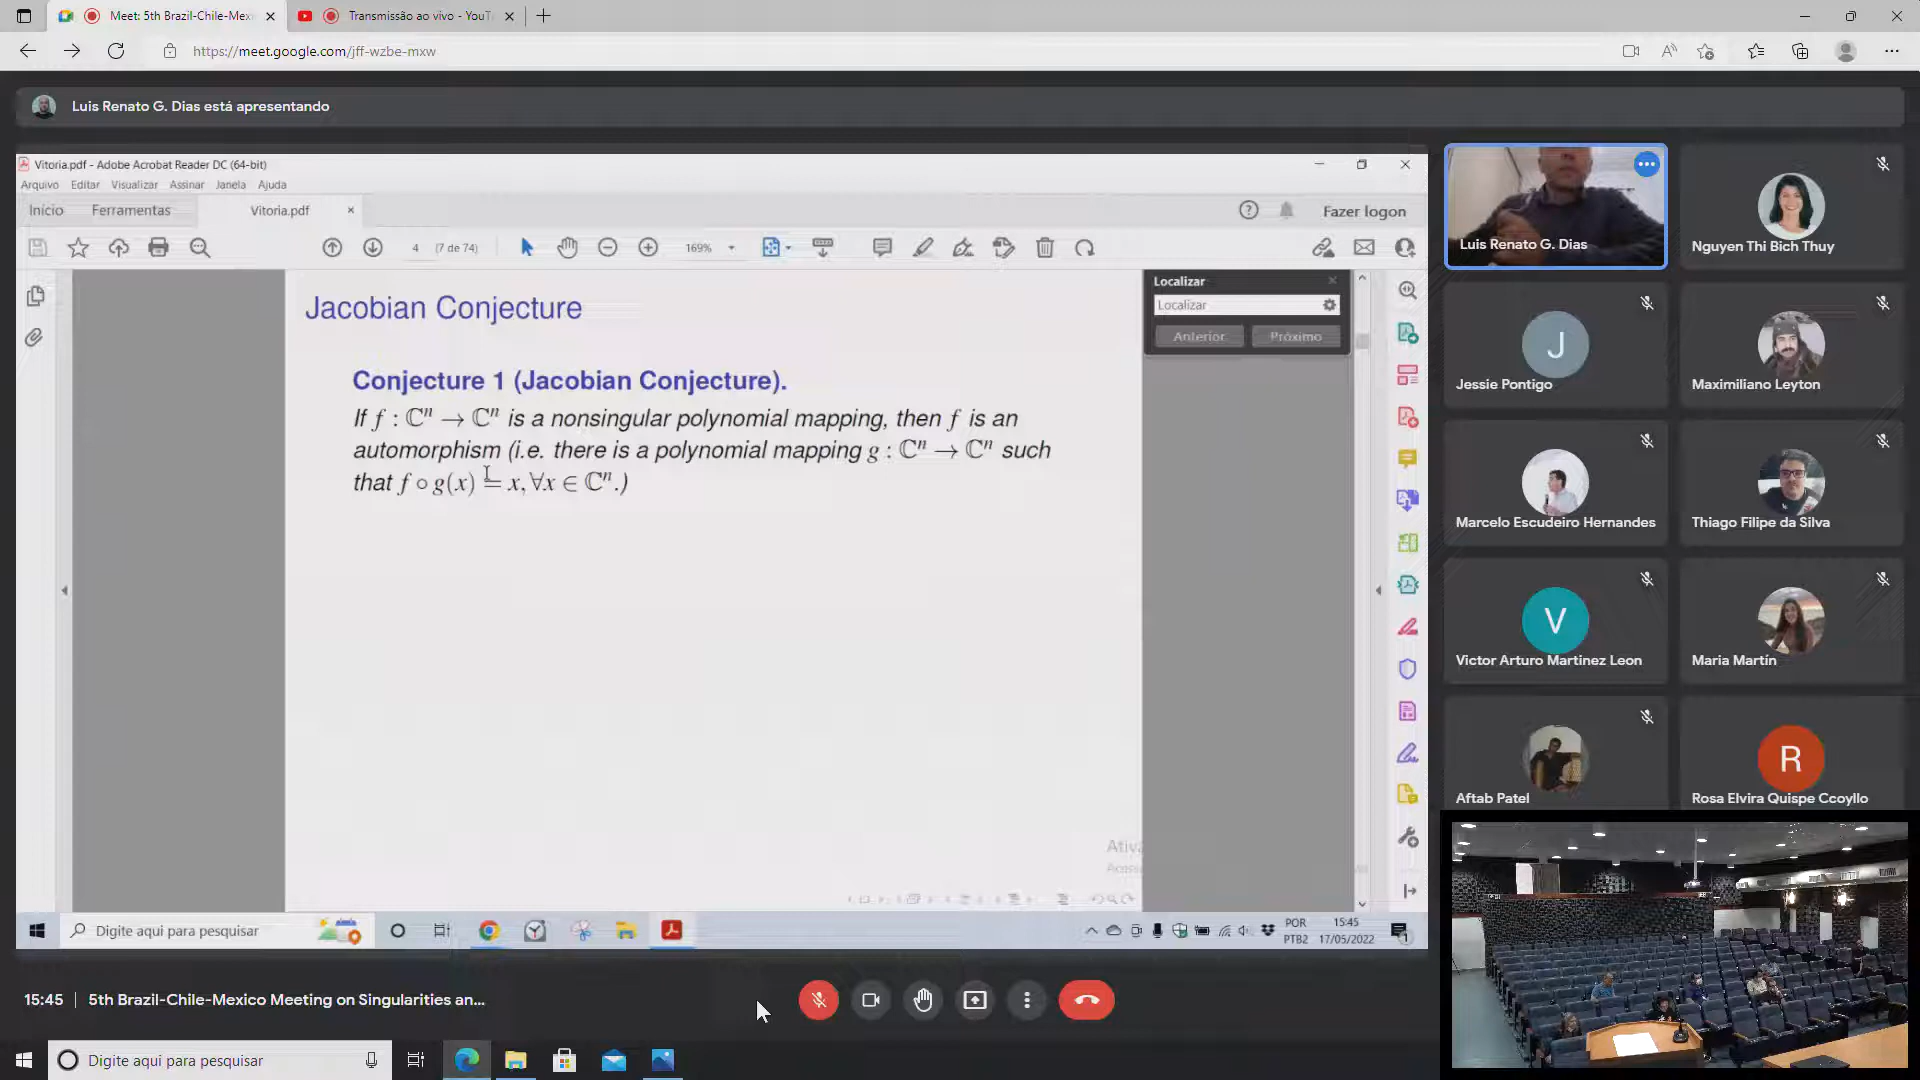 Meet: 5th Brazil-Chile-Mex
Transmissão ao vivo - YouT
https://meet.google.com/jff-wzbe-mxw
Luis Renato G. Dias está apresentando
Vitoria.pdf - Adobe Acrobat Reader DC (64-bit)
Arquivo Editar Visualizar Assinar Janela Ajuda
Início Ferramentas Vitoria.pdf Fazer logon
4 (7 de 74) 169%
Jacobian Conjecture
Conjecture 1 (Jacobian Conjecture).
If f : ℂⁿ → ℂⁿ is a nonsingular polynomial mapping, then f is an
automorphism (i.e. there is a polynomial mapping g : ℂⁿ → ℂⁿ such
that f ∘ g(x) = x, ∀x ∈ ℂⁿ.)
Localizar
Localizar
Anterior Próximo
Digite aqui para pesquisar
POR
PTB2
15:45
17/05/2022
1
Luis Renato G. Dias
Nguyen Thi Bich Thuy
J
Jessie Pontigo
Maximiliano Leyton
Marcelo Escudeiro Hernandes
Thiago Filipe da Silva
V
Victor Arturo Martinez Leon
Maria Martín
Aftab Patel
R
Rosa Elvira Quispe Ccoyllo
15:45 | 5th Brazil-Chile-Mexico Meeting on Singularities an...
Digite aqui para pesquisar